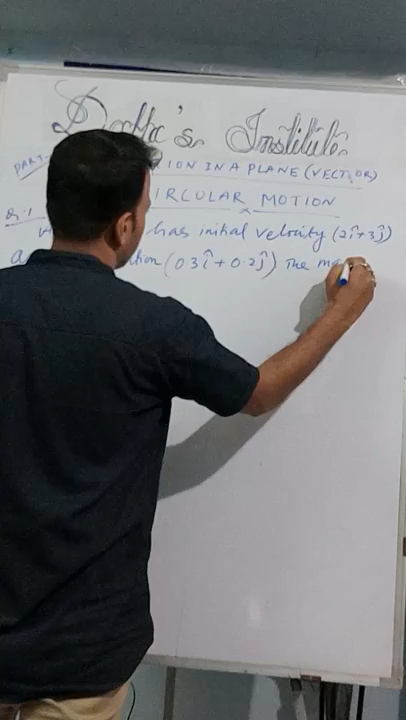 Institute
PART- ION IN A PLANE (VECTOR)
IRCULAR MOTION
Q.1 has initial velocity (2î+3ĵ)
a tion (0.3î + 0.2ĵ) The m